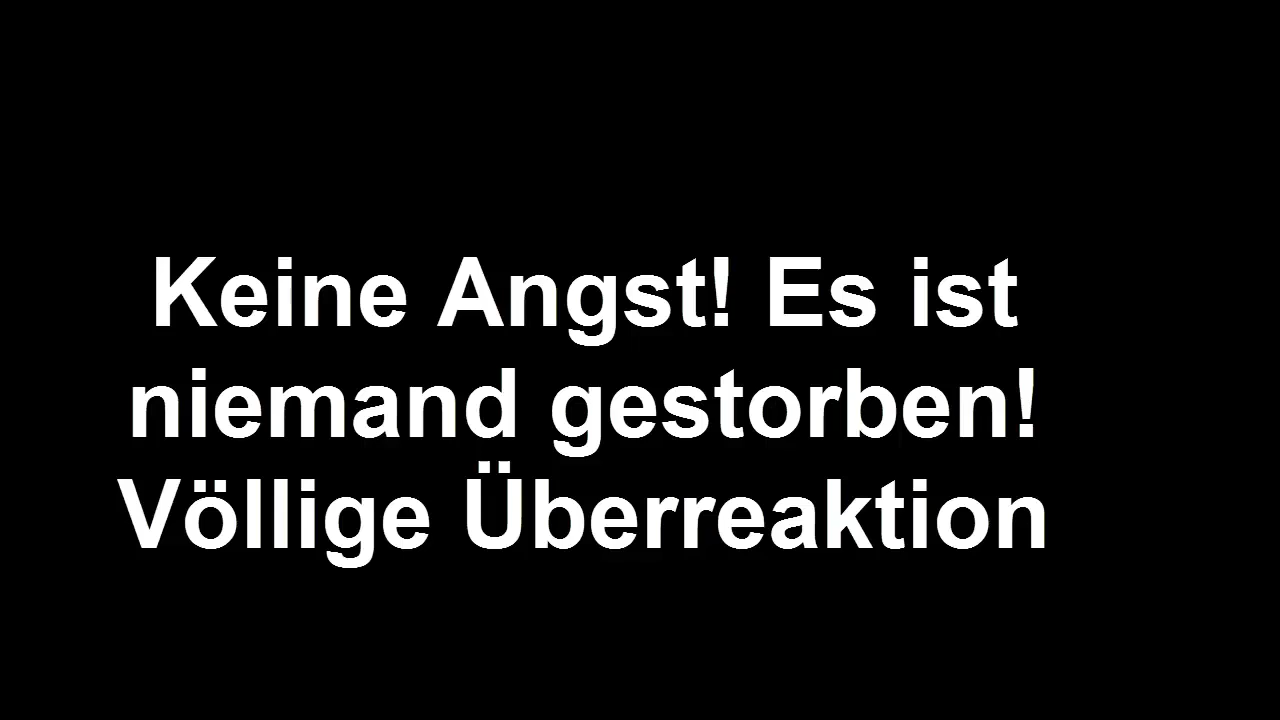 Keine Angst! Es ist
niemand gestorben!
Völlige Überreaktion